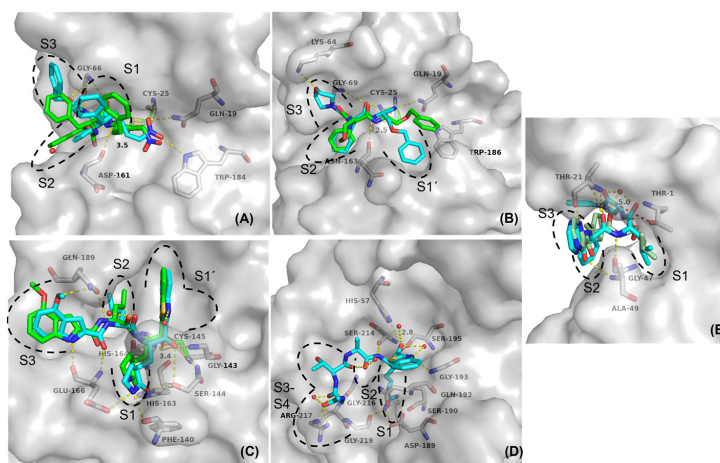 S3
GLY-66
S1
CYS-25
GLN-19
3.5
S2
ASP-161
TRP-184
(A)
LYS-64
GLY-69
CYS-25
GLN-19
S3
2.5
ASN-163
TRP-186
S2
S1´
(B)
GLN-189
S2
S1´
CYS-145
S3
HIS-164
3.4
GLY-143
GLU-166
SER-144
HIS-163
S1
PHE-140
(C)
HIS-57
2.8
SER-214
SER-195
GLY-193
S3-
S4
S2
GLY-216
GLN-192
ARG-217
SER-190
GLY-219
S1
ASP-189
(D)
THR-21
THR-1
5.0
S3
S2
GLY-47
S1
ALA-49
(E